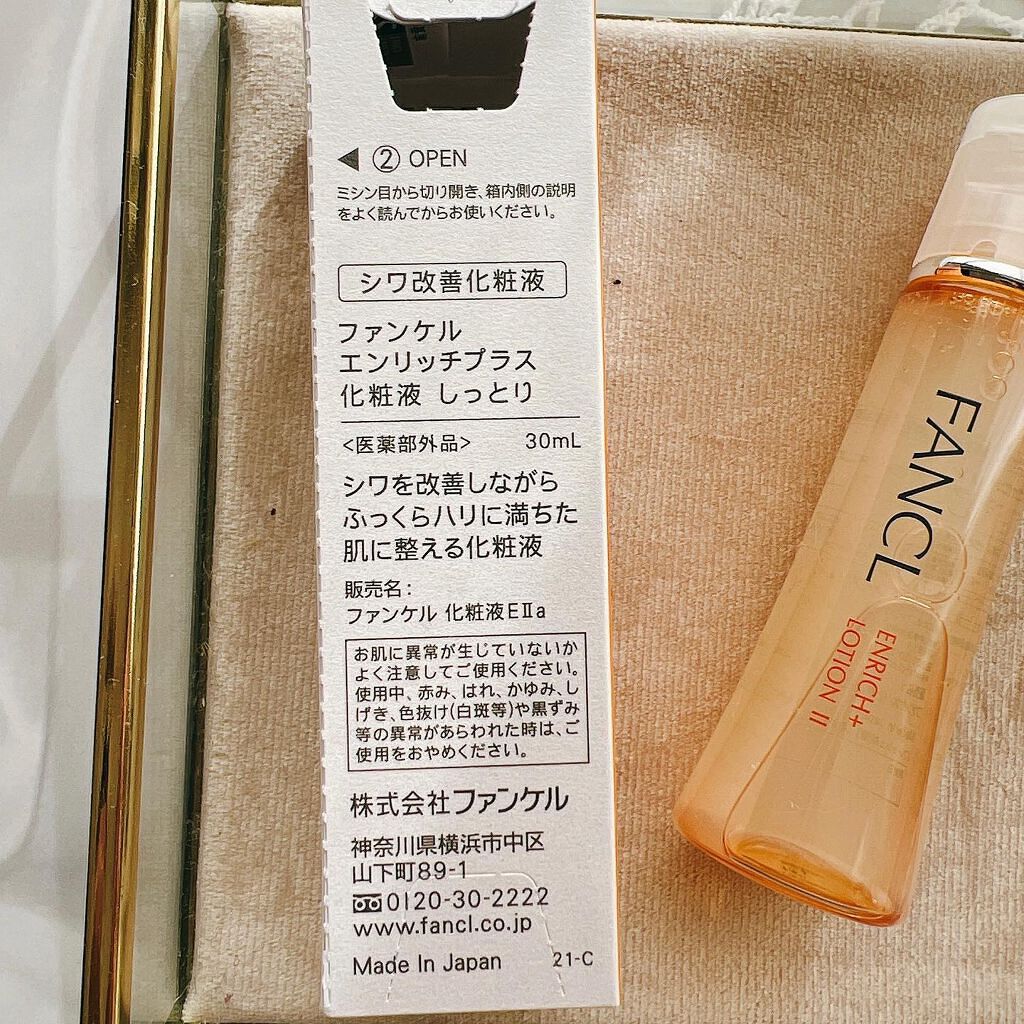 ◀ ② OPEN
ミシン目から切り開き、箱内側の説明
をよく読んでからお使いください。
シワ改善化粧液
ファンケル
エンリッチプラス
化粧液 しっとり
<医薬部外品> 30mL
シワを改善しながら
ふっくらハリに満ちた
肌に整える化粧液
販売名:
ファンケル 化粧液EⅡa
お肌に異常が生じていないか
よく注意してご使用ください。
使用中、赤み、はれ、かゆみ、し
げき、色抜け(白斑等)や黒ずみ
等の異常があらわれた時は、ご
使用をおやめください。
株式会社ファンケル
神奈川県横浜市中区
山下町89-1
0120-30-2222
www.fancl.co.jp
Made In Japan 21-C
FANCL
ENRICH+
LOTION II